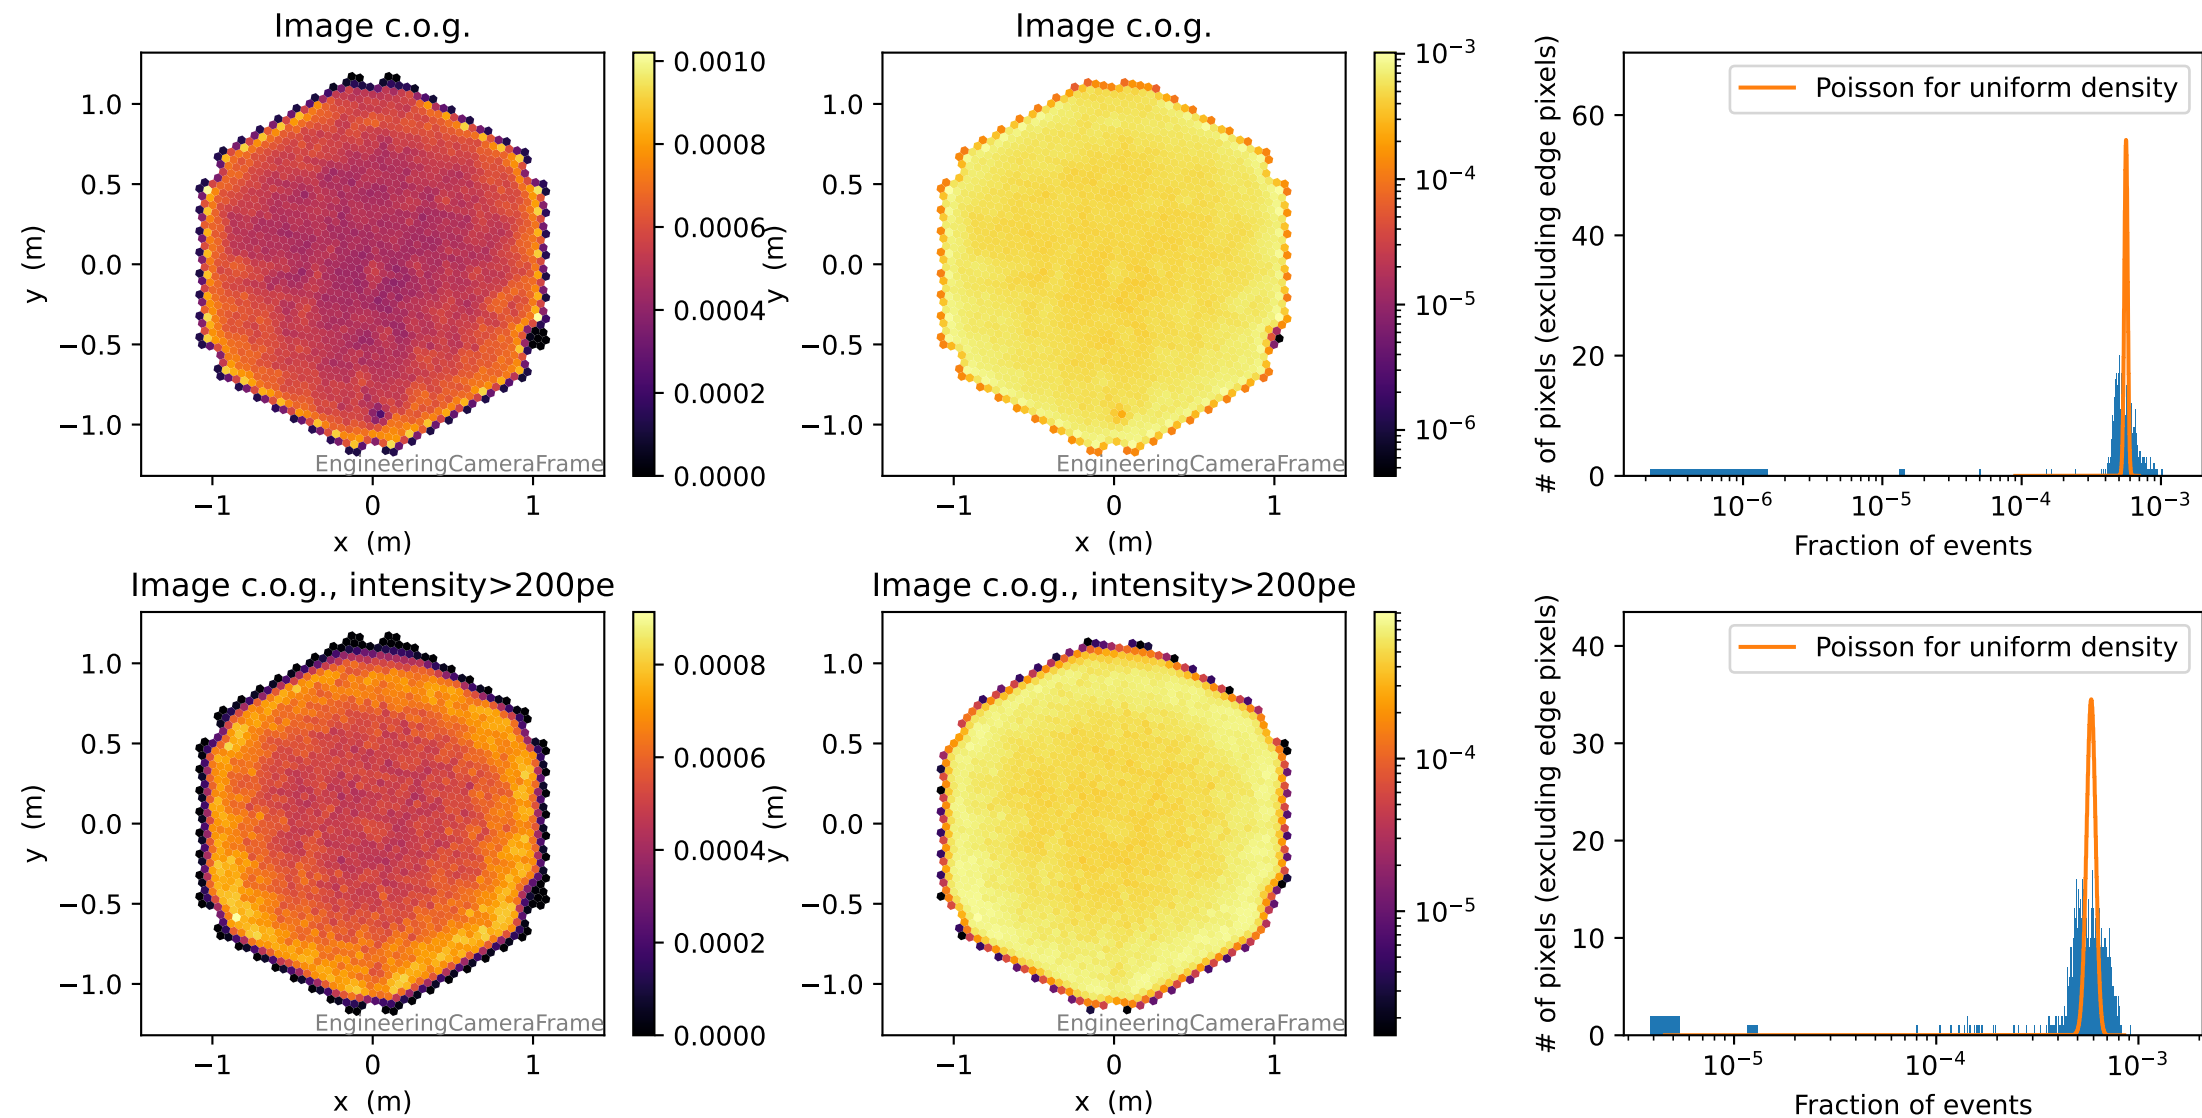 Image c.o.g.
1.0
0.5
0.0
−0.5
−1.0
y (m)
−1
0
1
x (m)
EngineeringCameraFrame
0.0010
0.0008
0.0006
0.0004
0.0002
0.0000
Image c.o.g.
1.0
0.5
0.0
−0.5
−1.0
y (m)
−1
0
1
x (m)
EngineeringCameraFrame
10⁻³
10⁻⁴
10⁻⁵
10⁻⁶
Poisson for uniform density
60
40
20
0
# of pixels (excluding edge pixels)
10⁻⁶
10⁻⁵
10⁻⁴
10⁻³
Fraction of events
Image c.o.g., intensity>200pe
1.0
0.5
0.0
−0.5
−1.0
y (m)
−1
0
1
x (m)
EngineeringCameraFrame
0.0008
0.0006
0.0004
0.0002
0.0000
Image c.o.g., intensity>200pe
1.0
0.5
0.0
−0.5
−1.0
y (m)
−1
0
1
x (m)
EngineeringCameraFrame
10⁻⁴
10⁻⁵
Poisson for uniform density
40
30
20
10
0
# of pixels (excluding edge pixels)
10⁻⁵
10⁻⁴
10⁻³
Fraction of events